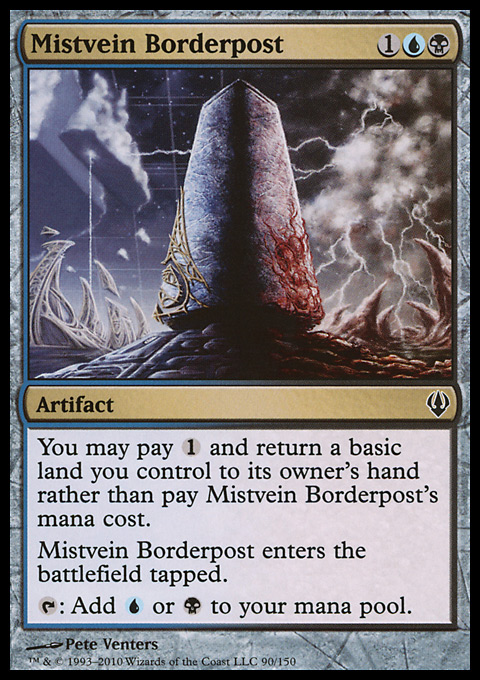 Mistvein Borderpost 1
Artifact
You may pay 1 and return a basic
land you control to its owner's hand
rather than pay Mistvein Borderpost's
mana cost.
Mistvein Borderpost enters the
battlefield tapped.
: Add or to your mana pool.
Pete Venters
™ & © 1993–2010 Wizards of the Coast LLC 90/150